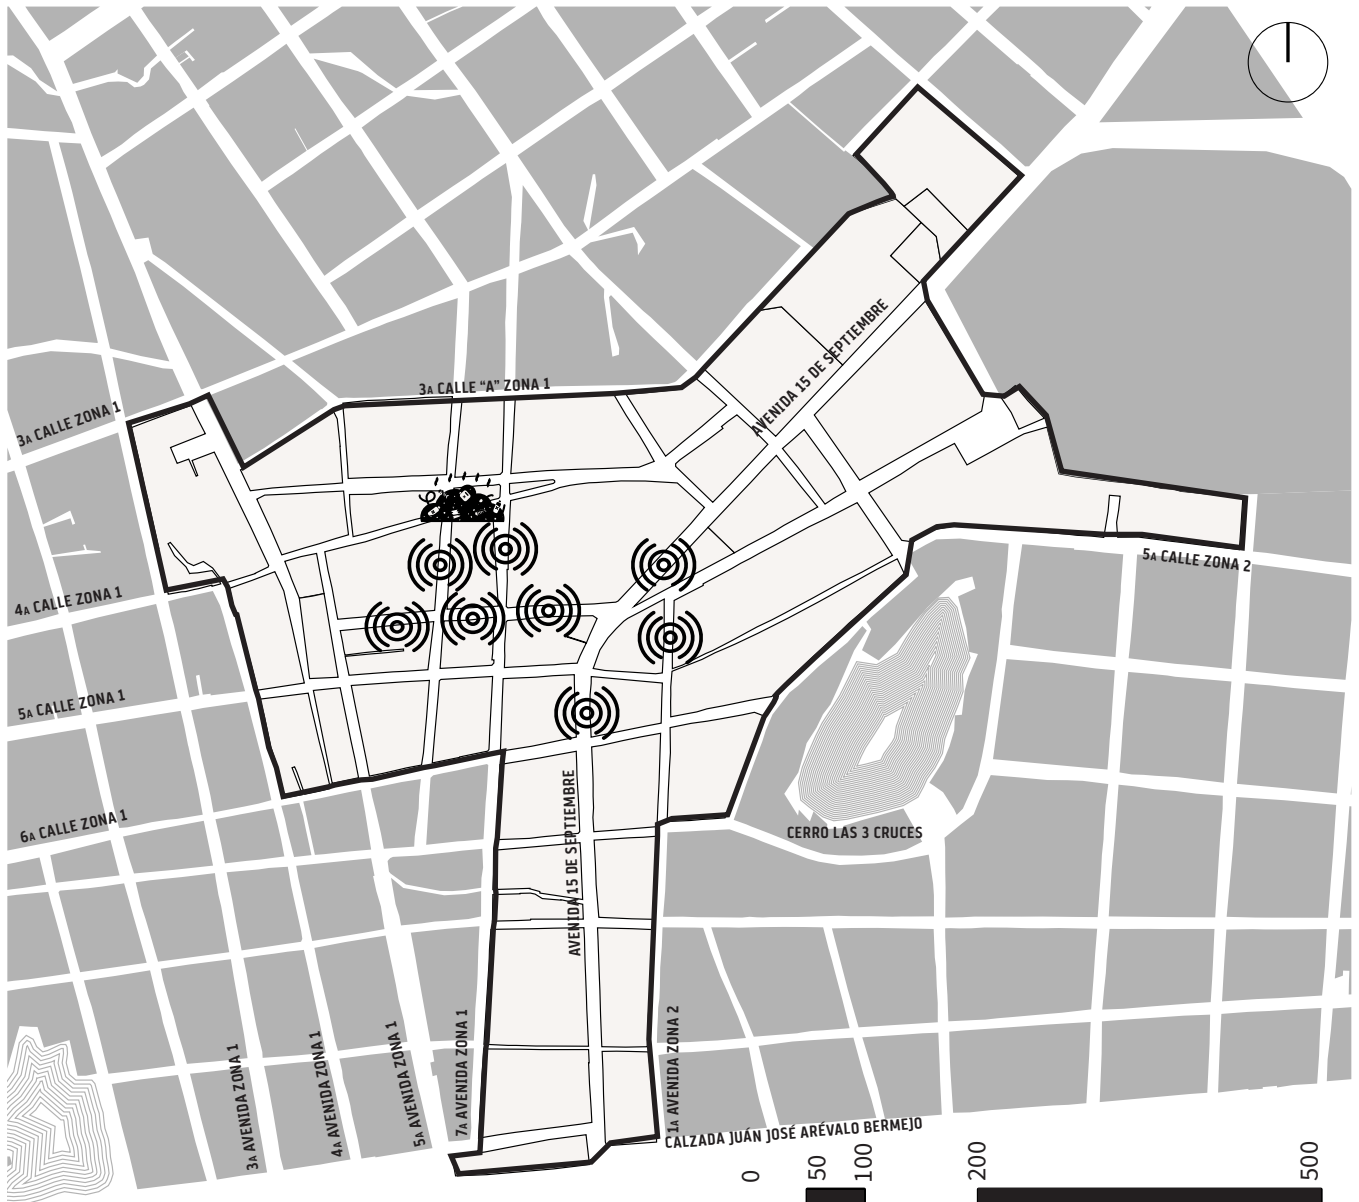 3A CALLE "A" ZONA 1
3A CALLE ZONA 1
AVENIDA 15 DE SEPTIEMBRE
5A CALLE ZONA 2
4A CALLE ZONA 1
5A CALLE ZONA 1
6A CALLE ZONA 1
CERRO LAS 3 CRUCES
AVENIDA 15 DE SEPTIEMBRE
3A AVENIDA ZONA 1
4A AVENIDA ZONA 1
5A AVENIDA ZONA 1
7A AVENIDA ZONA 1
1A AVENIDA ZONA 2
CALZADA JUÁN JOSÉ ARÉVALO BERMEJO
0
50
100
200
500